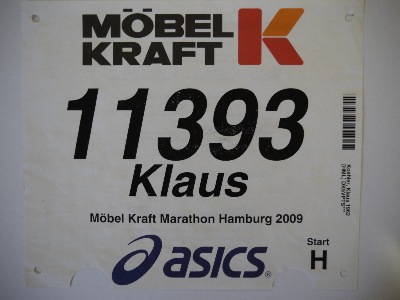 MÖBEL
KRAFT
11393
Klaus
Möbel Kraft Marathon Hamburg 2009
asics
Start
H